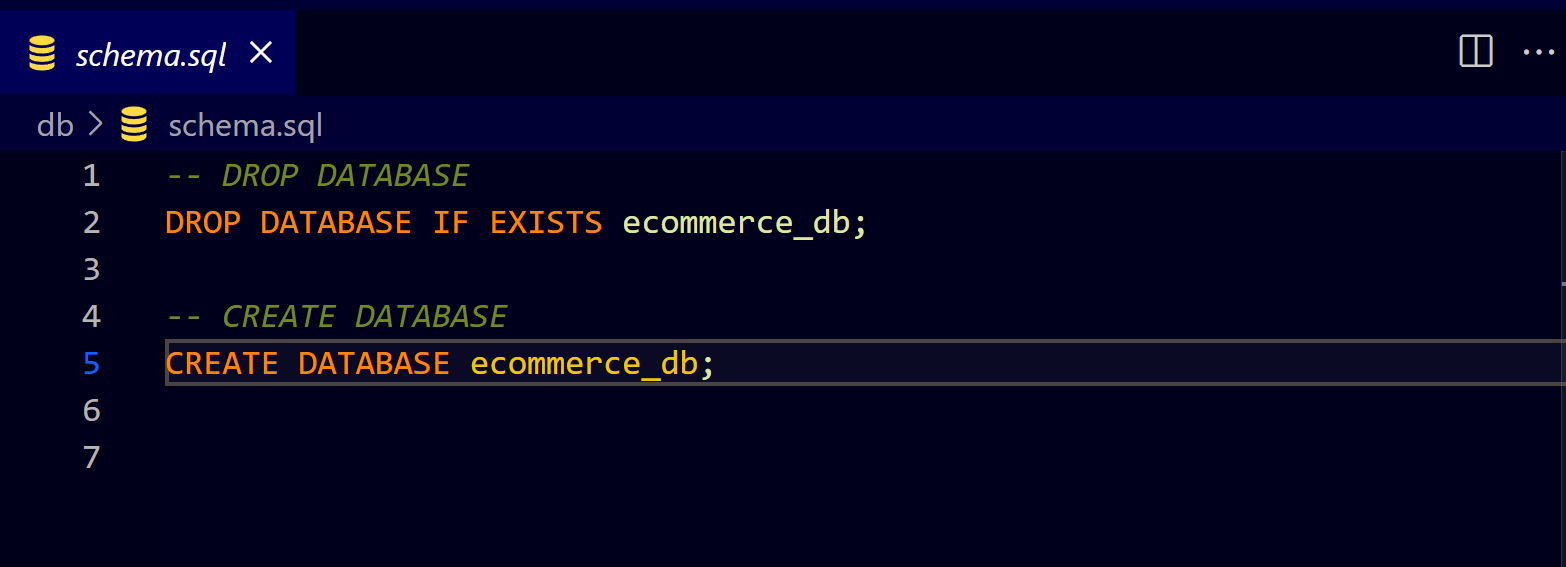 schema.sql
db > schema.sql
1 -- DROP DATABASE
2 DROP DATABASE IF EXISTS ecommerce_db;
3
4 -- CREATE DATABASE
5 CREATE DATABASE ecommerce_db;
6
7